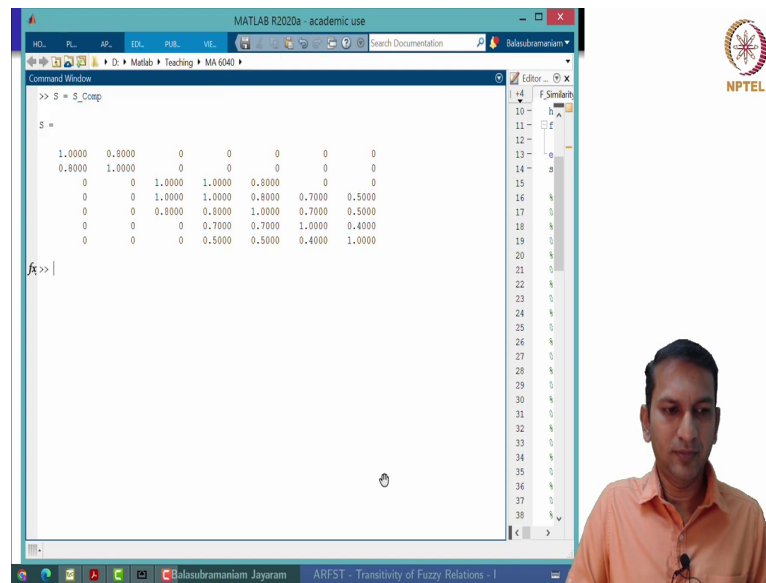 MATLAB R2020a - academic use
HO... PL... AP... EDI... PUB... VIE... Search Documentation Balasubramaniam
D: Matlab Teaching MA 6040
Command Window Editor ...
>> S = S_Comp +4 F_Similarity
S =
1.0000 0.8000 0 0 0 0 0
0.8000 1.0000 0 0 0 0 0
0 0 1.0000 1.0000 0.8000 0 0
0 0 1.0000 1.0000 0.8000 0.7000 0.5000
0 0 0.8000 0.8000 1.0000 0.7000 0.5000
0 0 0 0.7000 0.7000 1.0000 0.4000
0 0 0 0.5000 0.5000 0.4000 1.0000
fx >>
10 h
11 f
12
13 e
14 s
15
16 %
17 %
18 %
19 %
20 %
21 %
22 %
23 %
24 %
25 %
26 %
27 %
28 %
29 %
30 %
31 %
32 %
33 %
34 %
35 %
36 %
37 %
38 %
NPTEL
Balasubramaniam Jayaram ARFST - Transitivity of Fuzzy Relations - I